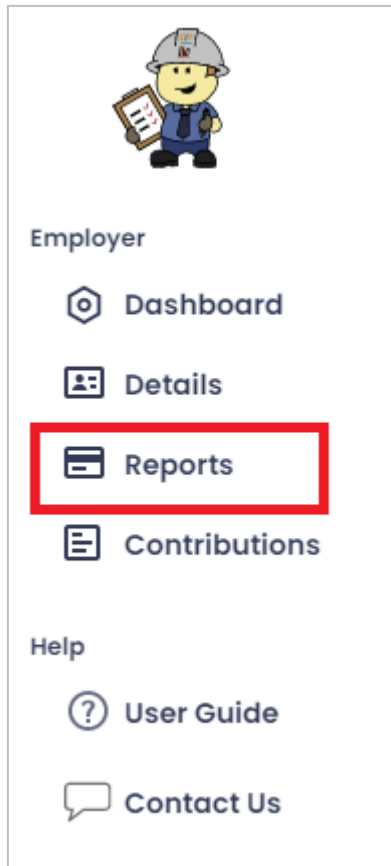 Employer
Dashboard
Details
Reports
Contributions
Help
User Guide
Contact Us